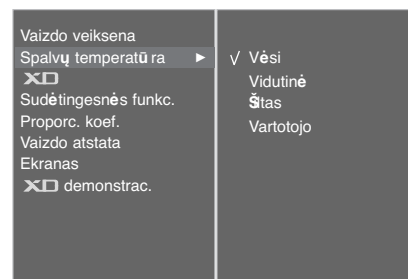 Vaizdo veiksena
Spalvų temperatūra ►
XD
Sudėtingesnės funkc.
Proporc. koef.
Vaizdo atstata
Ekranas
XD demonstrac.
√ Vėsi
Vidutinė
Šiltas
Vartotojo